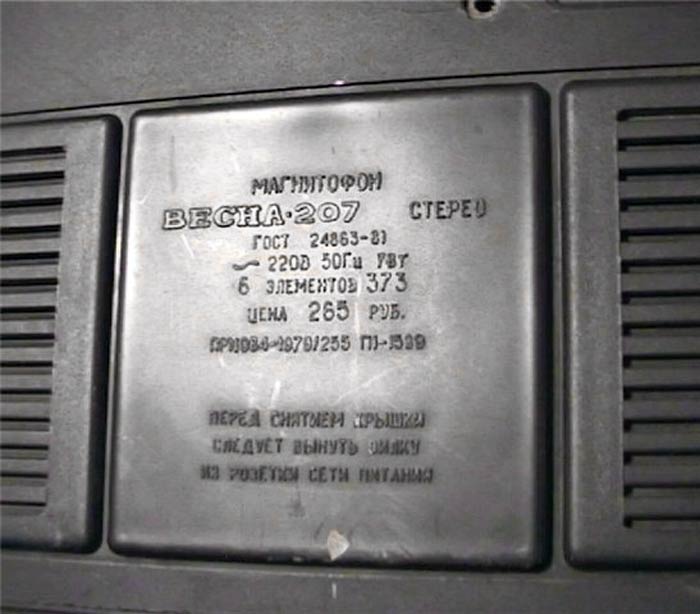 МАГНИТОФОН
ВЕСНА-207 СТЕРЕО
ГОСТ 24863-81
~ 220В 50Гц 7Вт
6 ЭЛЕМЕНТОВ 373
ЦЕНА 265 РУБ.
ПЕРЕД СНЯТИЕМ КРЫШКИ
СЛЕДУЕТ ВЫНУТЬ ВИЛКУ
ИЗ РОЗЕТКИ СЕТИ ПИТАНИЯ